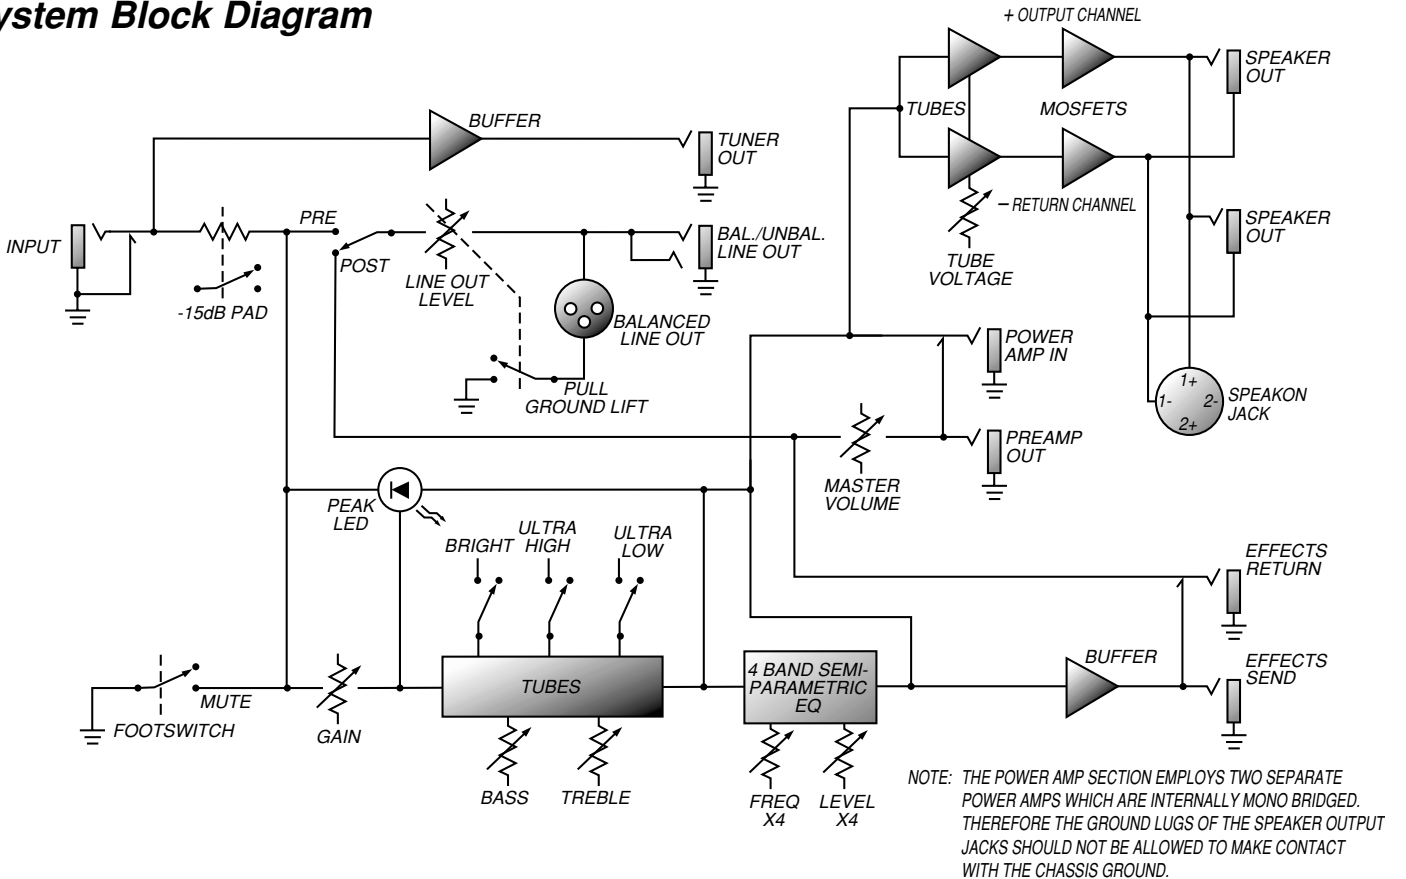 ystem Block Diagram
+ OUTPUT CHANNEL
SPEAKER
OUT
TUBES
MOSFETS
BUFFER
TUNER
OUT
INPUT
PRE
POST
-15dB PAD
LINE OUT
LEVEL
BAL./UNBAL.
LINE OUT
BALANCED
LINE OUT
PULL
GROUND LIFT
– RETURN CHANNEL
TUBE
VOLTAGE
SPEAKER
OUT
POWER
AMP IN
1+
1-
2-
2+
SPEAKON
JACK
PREAMP
OUT
MASTER
VOLUME
PEAK
LED
BRIGHT
ULTRA
HIGH
ULTRA
LOW
EFFECTS
RETURN
FOOTSWITCH
MUTE
GAIN
TUBES
4 BAND SEMI-
PARAMETRIC
EQ
BUFFER
EFFECTS
SEND
BASS
TREBLE
FREQ
X4
LEVEL
X4
NOTE: THE POWER AMP SECTION EMPLOYS TWO SEPARATE
POWER AMPS WHICH ARE INTERNALLY MONO BRIDGED.
THEREFORE THE GROUND LUGS OF THE SPEAKER OUTPUT
JACKS SHOULD NOT BE ALLOWED TO MAKE CONTACT
WITH THE CHASSIS GROUND.